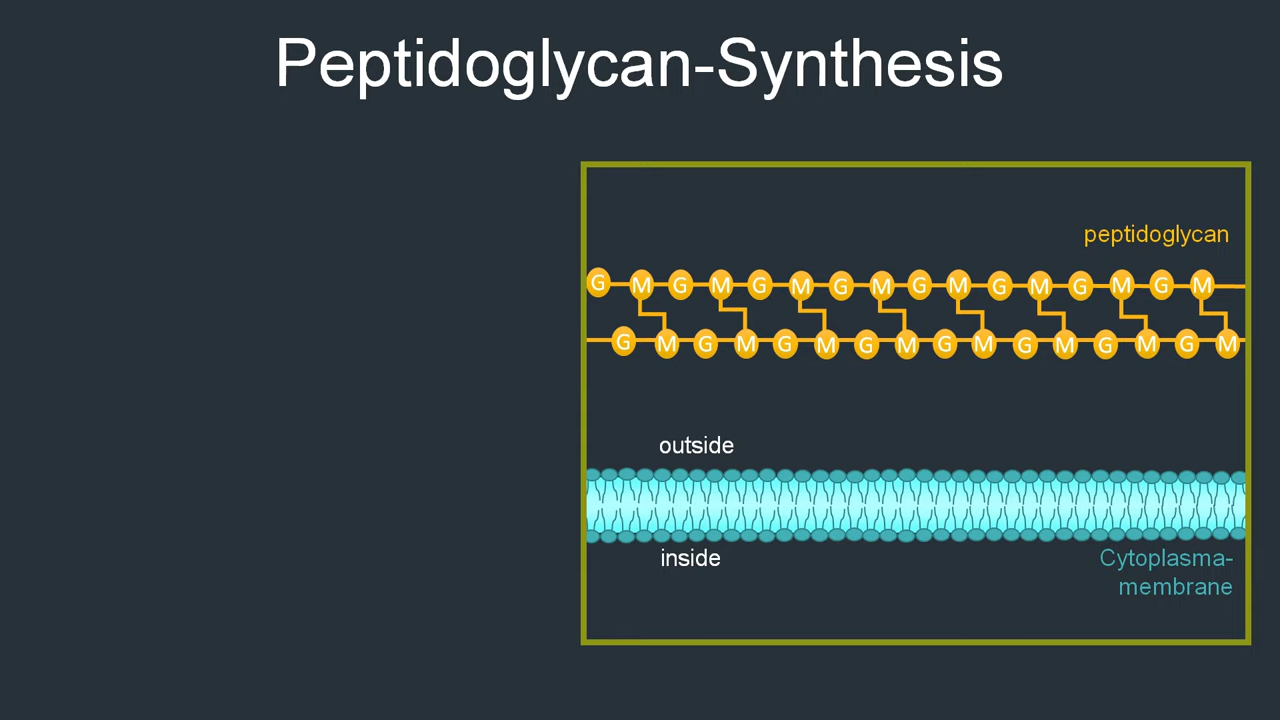 Peptidoglycan-Synthesis
peptidoglycan
G M G M G M G M G M G M G M G M
G M G M G M G M G M G M G M G M
outside
inside
Cytoplasma-
membrane